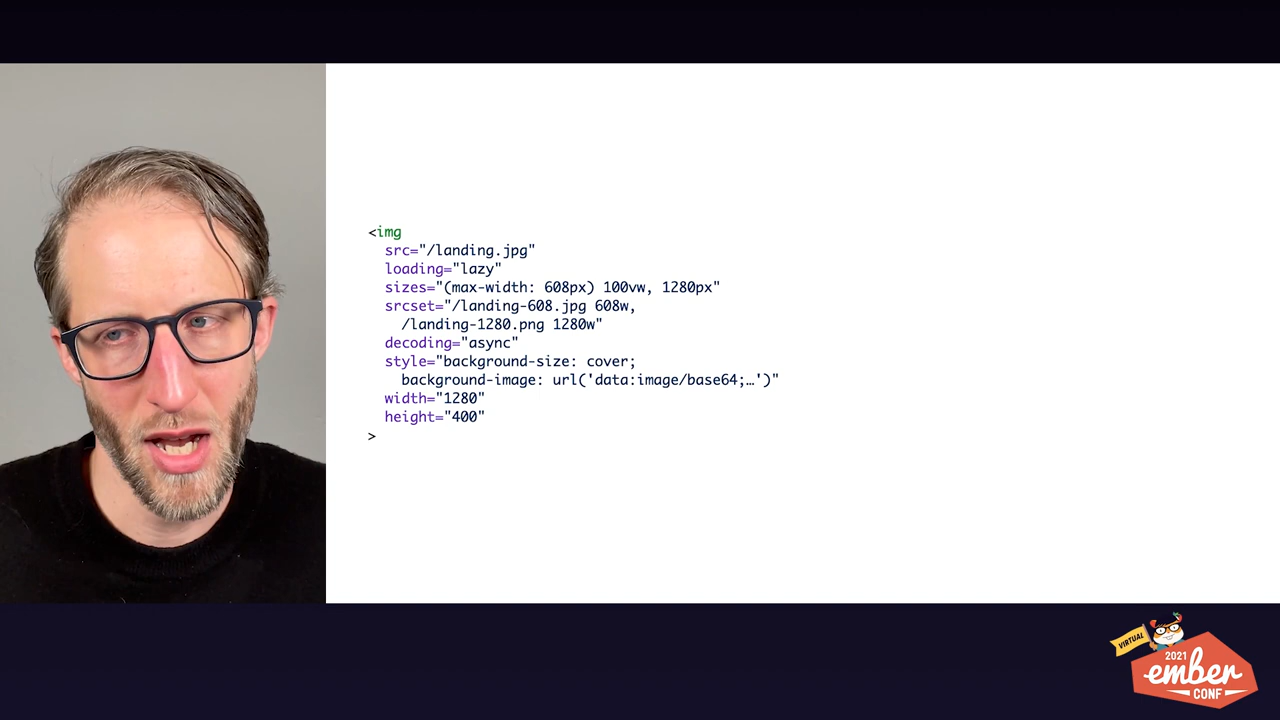 <img
src="/landing.jpg"
loading="lazy"
sizes="(max-width: 608px) 100vw, 1280px"
srcset="/landing-608.jpg 608w,
/landing-1280.png 1280w"
decoding="async"
style="background-size: cover;
background-image: url('data:image/base64;…')"
width="1280"
height="400"
>
VIRTUAL
2021
ember
CONF